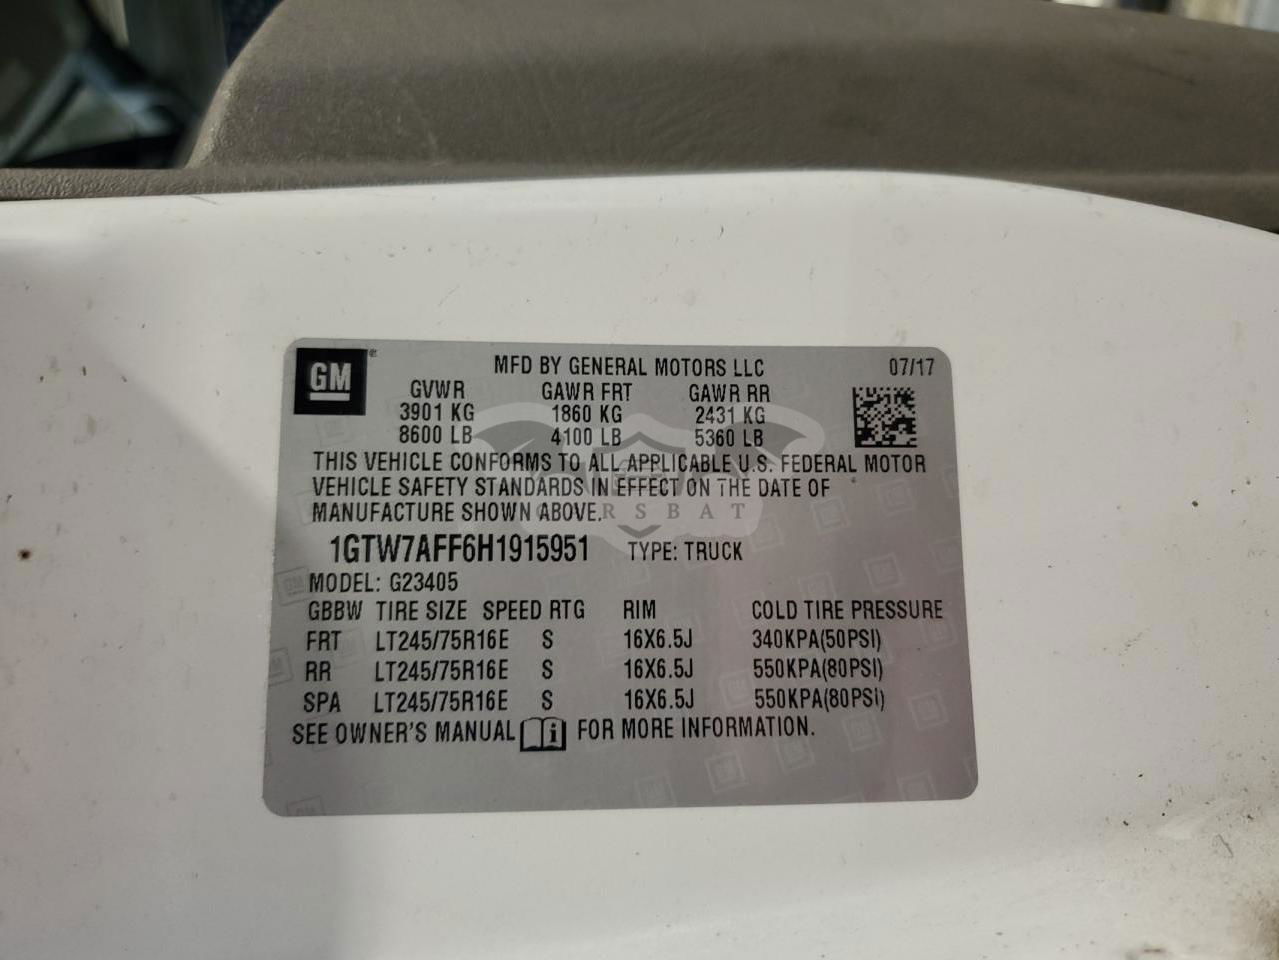 GM
MFD BY GENERAL MOTORS LLC 07/17
GVWR GAWR FRT GAWR RR
3901 KG 1860 KG 2431 KG
8600 LB 4100 LB 5360 LB
THIS VEHICLE CONFORMS TO ALL APPLICABLE U.S. FEDERAL MOTOR
VEHICLE SAFETY STANDARDS IN EFFECT ON THE DATE OF
MANUFACTURE SHOWN ABOVE.
1GTW7AFF6H1915951 TYPE: TRUCK
MODEL: G23405
GBBW TIRE SIZE SPEED RTG RIM COLD TIRE PRESSURE
FRT LT245/75R16E S 16X6.5J 340KPA(50PSI)
RR LT245/75R16E S 16X6.5J 550KPA(80PSI)
SPA LT245/75R16E S 16X6.5J 550KPA(80PSI)
SEE OWNER'S MANUAL i FOR MORE INFORMATION.